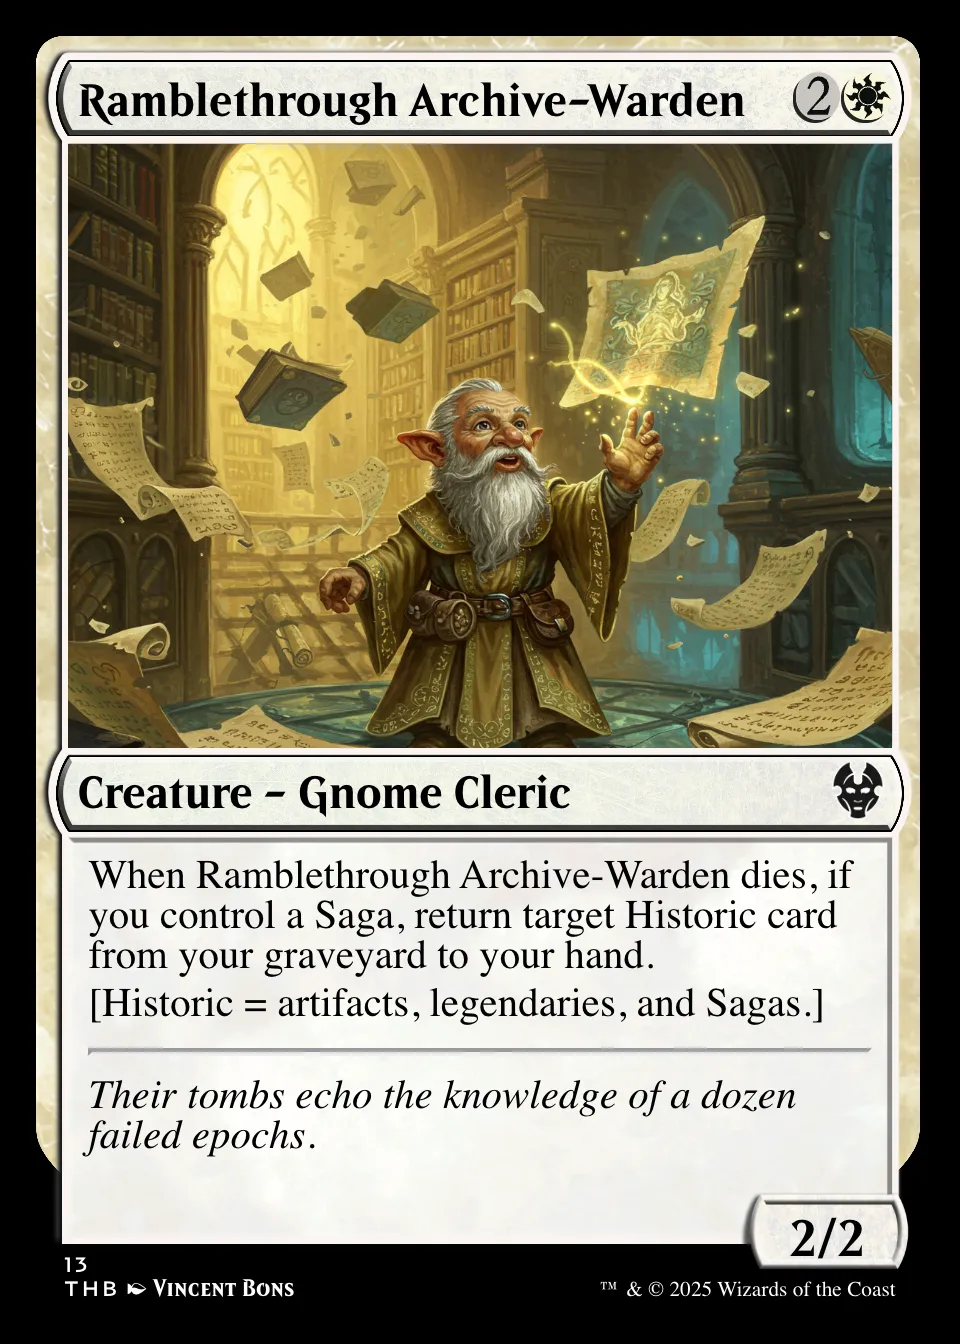 Ramblethrough Archive-Warden 2
Creature - Gnome Cleric
When Ramblethrough Archive-Warden dies, if
you control a Saga, return target Historic card
from your graveyard to your hand.
[Historic = artifacts, legendaries, and Sagas.]
Their tombs echo the knowledge of a dozen
failed epochs.
2/2
13
THB VINCENT BONS
™ & © 2025 Wizards of the Coast